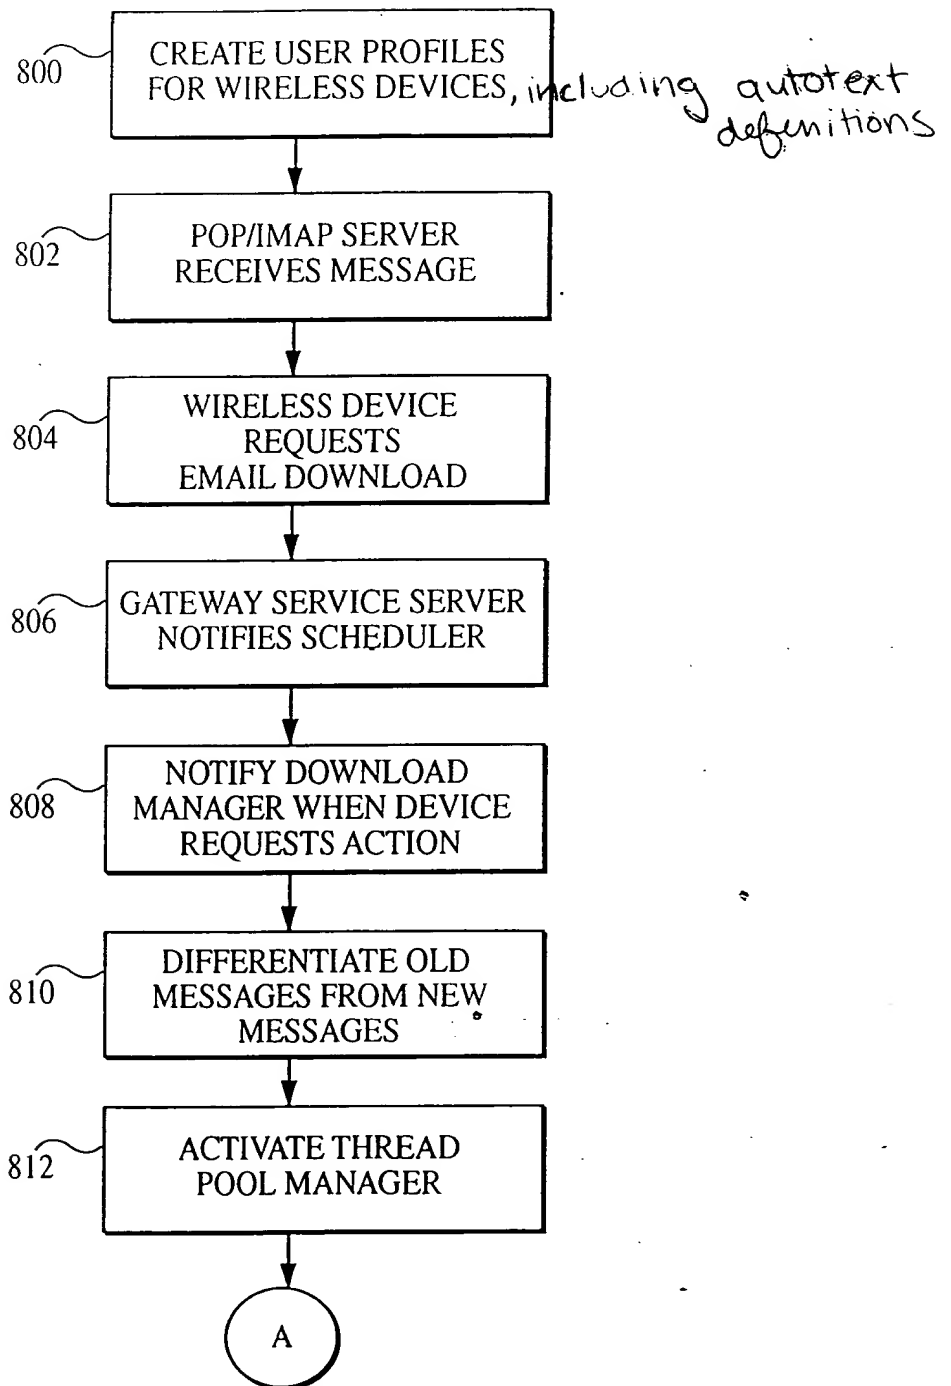 800
CREATE USER PROFILES
FOR WIRELESS DEVICES, including autotext
defenitions
802
POP/IMAP SERVER
RECEIVES MESSAGE
804
WIRELESS DEVICE
REQUESTS
EMAIL DOWNLOAD
806
GATEWAY SERVICE SERVER
NOTIFIES SCHEDULER
808
NOTIFY DOWNLOAD
MANAGER WHEN DEVICE
REQUESTS ACTION
810
DIFFERENTIATE OLD
MESSAGES FROM NEW
MESSAGES
812
ACTIVATE THREAD
POOL MANAGER
A